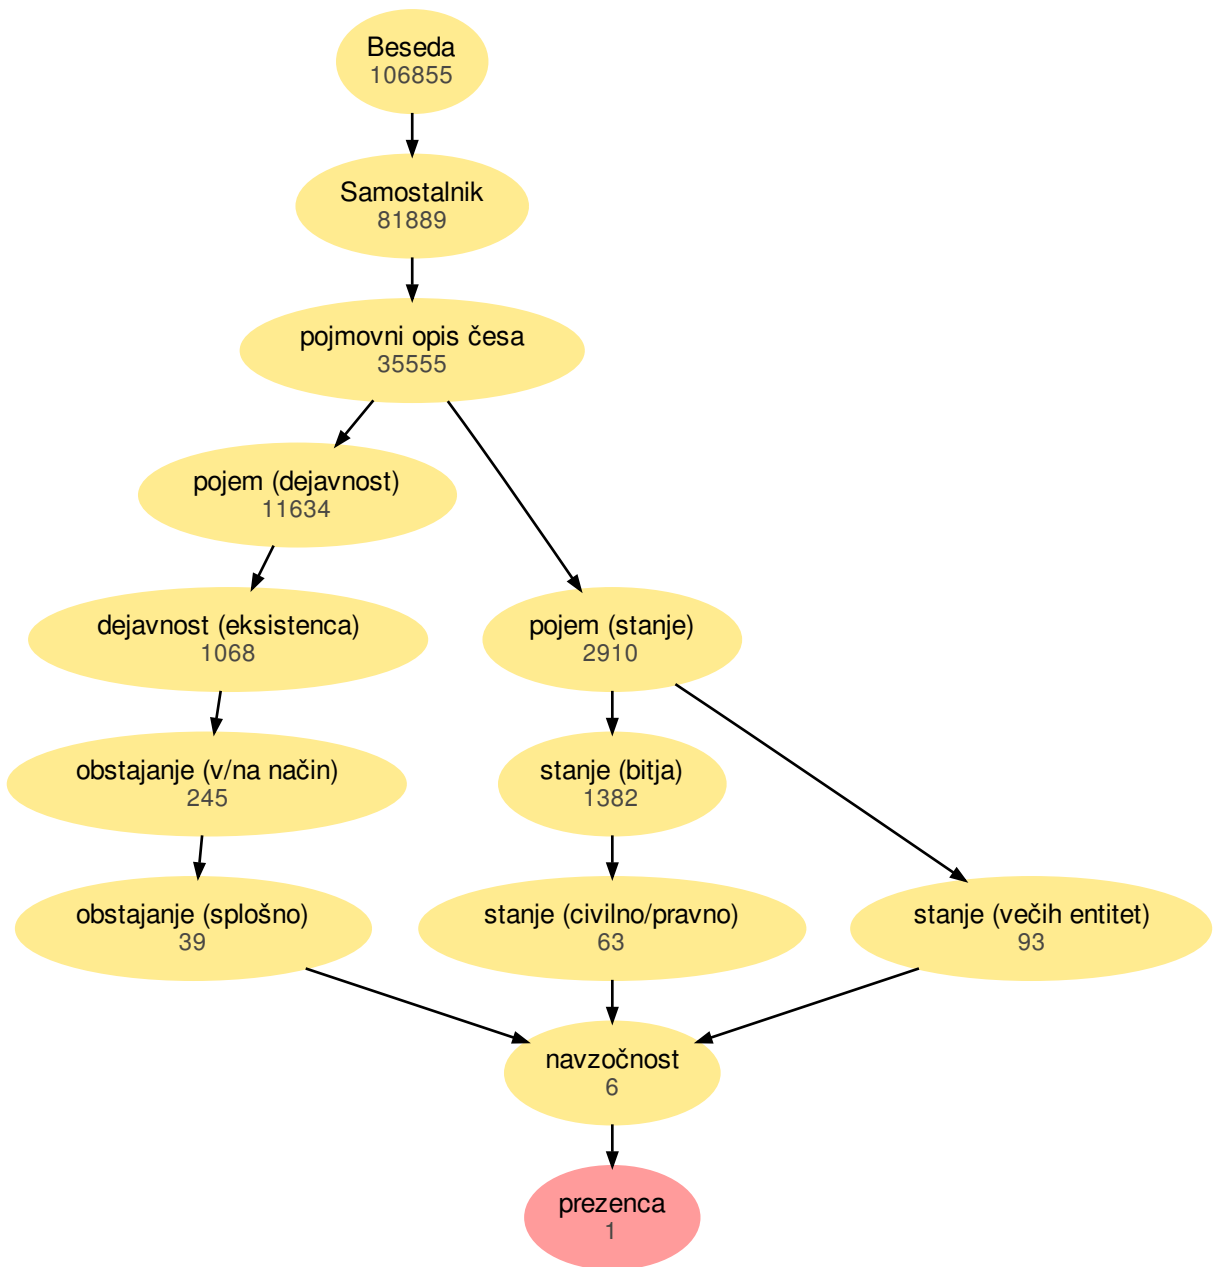 Beseda
106855
Samostalnik
81889
pojmovni opis česa
35555
pojem (dejavnost)
11634
dejavnost (eksistenca)
1068
pojem (stanje)
2910
obstajanje (v/na način)
245
stanje (bitja)
1382
obstajanje (splošno)
39
stanje (civilno/pravno)
63
stanje (večih entitet)
93
navzočnost
6
prezenca
1